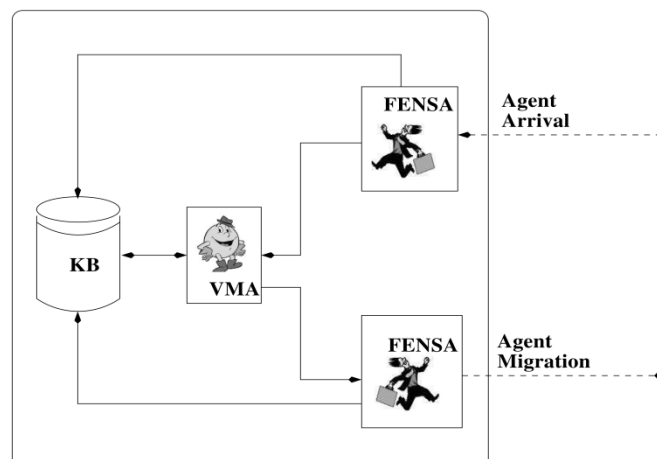 FENSA
Agent
Arrival
KB
VMA
FENSA
Agent
Migration